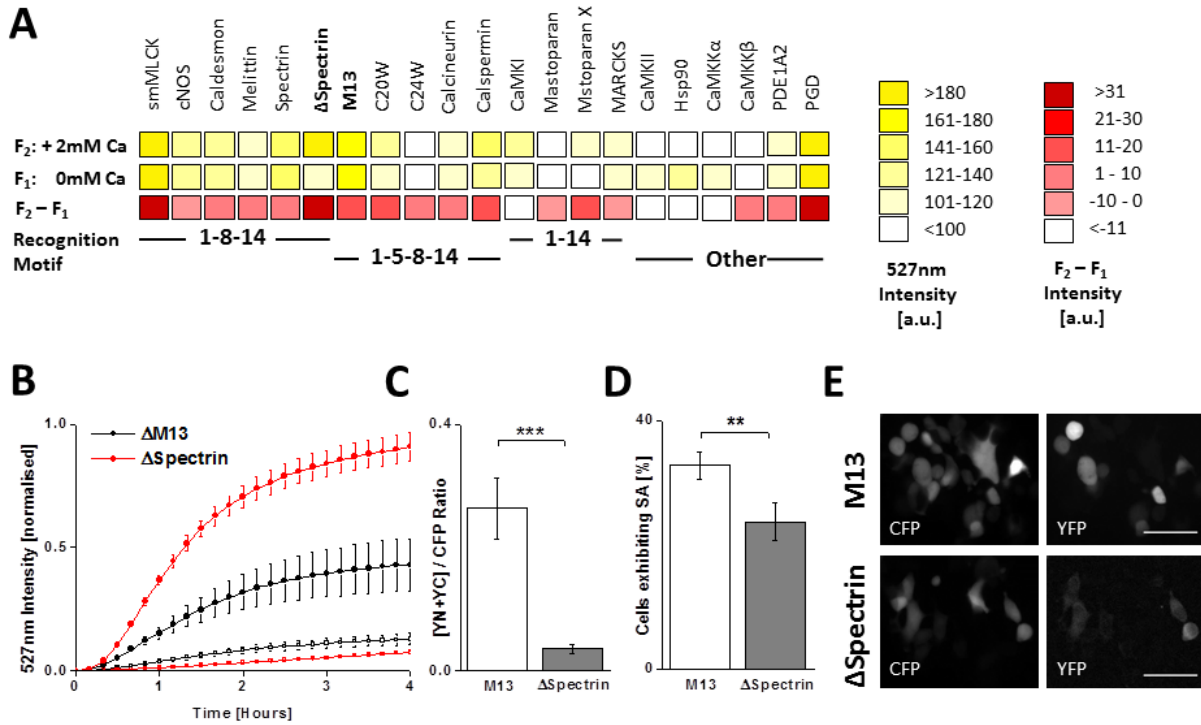 A
smMLCK
cNOS
Caldesmon
Melittin
Spectrin
ΔSpectrin
M13
C20W
C24W
Calcineurin
Calspermin
CaMKI
Mastoparan
Mstoparan X
MARCKS
CaMKII
Hsp90
CaMKKα
CaMKKβ
PDE1A2
PGD
F₂: + 2mM Ca
F₁: 0mM Ca
F₂ – F₁
Recognition
Motif
1-8-14
1-5-8-14
1-14
Other
>180
161-180
141-160
121-140
101-120
<100
527nm
Intensity
[a.u.]
>31
21-30
11-20
1 - 10
-10 - 0
<-11
F₂ – F₁
Intensity
[a.u.]
B
527nm Intensity [normalised]
1.0
0.5
0.0
ΔM13
ΔSpectrin
0 1 2 3 4
Time [Hours]
C
[YN+YC] / CFP Ratio
0.4
0.0
***
M13 ΔSpectrin
D
Cells exhibiting SA [%]
40
0
**
M13 ΔSpectrin
E
M13
CFP
YFP
ΔSpectrin
CFP
YFP